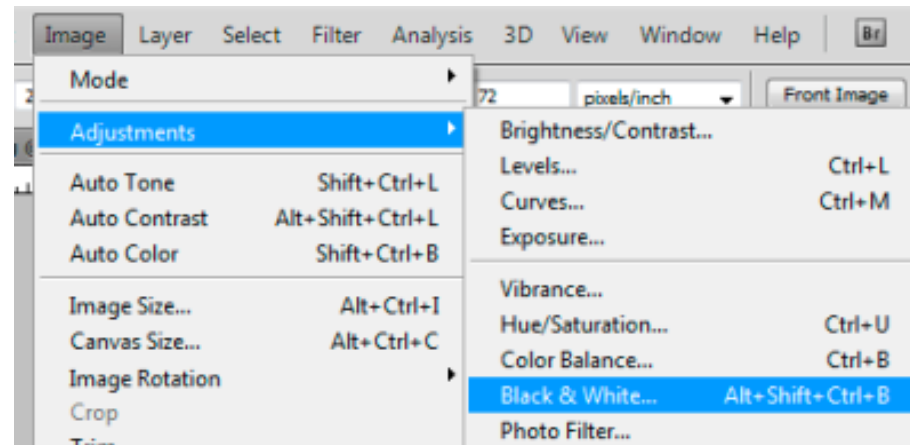 Image Layer Select Filter Analysis 3D View Window Help Br
Mode
72 pixels/inch Front Image
Adjustments
Auto Tone Shift+Ctrl+L
Auto Contrast Alt+Shift+Ctrl+L
Auto Color Shift+Ctrl+B
Image Size... Alt+Ctrl+I
Canvas Size... Alt+Ctrl+C
Image Rotation
Crop
Brightness/Contrast...
Levels... Ctrl+L
Curves... Ctrl+M
Exposure...
Vibrance...
Hue/Saturation... Ctrl+U
Color Balance... Ctrl+B
Black & White... Alt+Shift+Ctrl+B
Photo Filter...